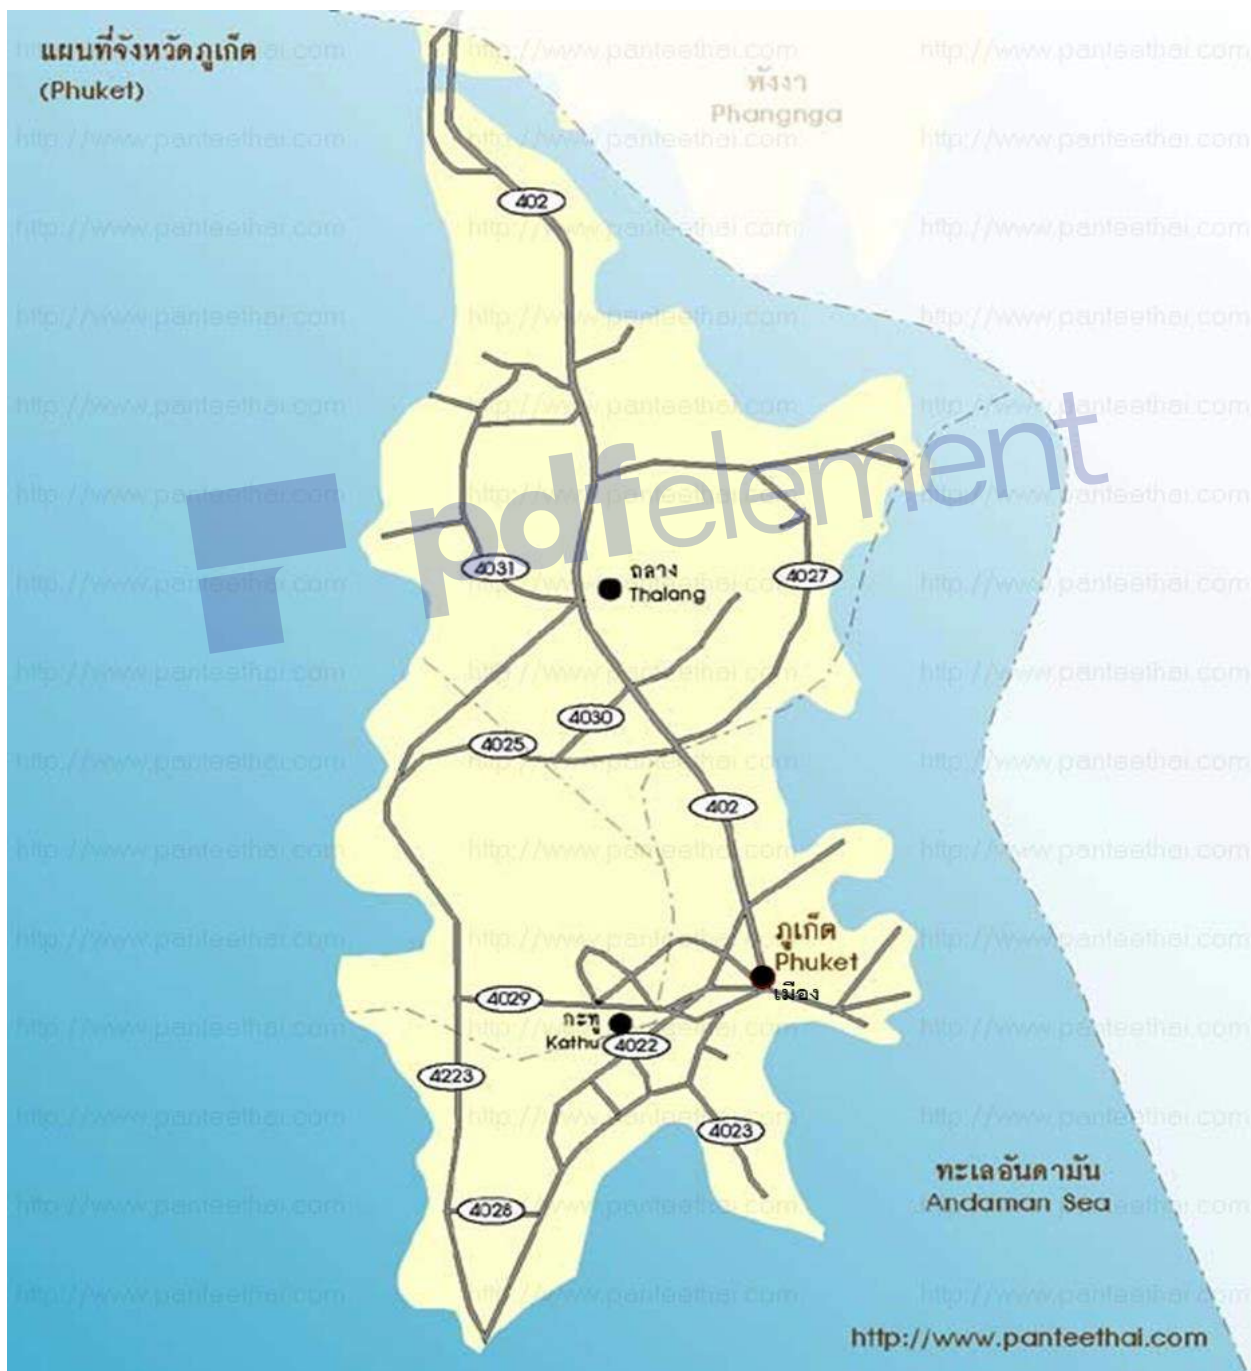 แผนที่จังหวัดภูเก็ต
(Phuket)
พังงา
Phangnga
402
pdfelement
4031
ถลาง
Thalang
4027
4030
4025
402
ภูเก็ต
Phuket
เมือง
4029
กะทู
Kathu
4022
4223
4023
ทะเลอันดามัน
Andaman Sea
4028
http://www.panteethai.com